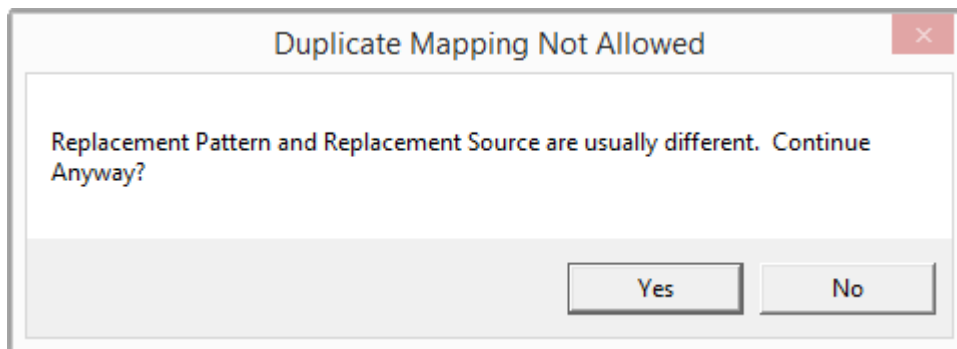 Duplicate Mapping Not Allowed
Replacement Pattern and Replacement Source are usually different.  Continue
Anyway?
Yes
No